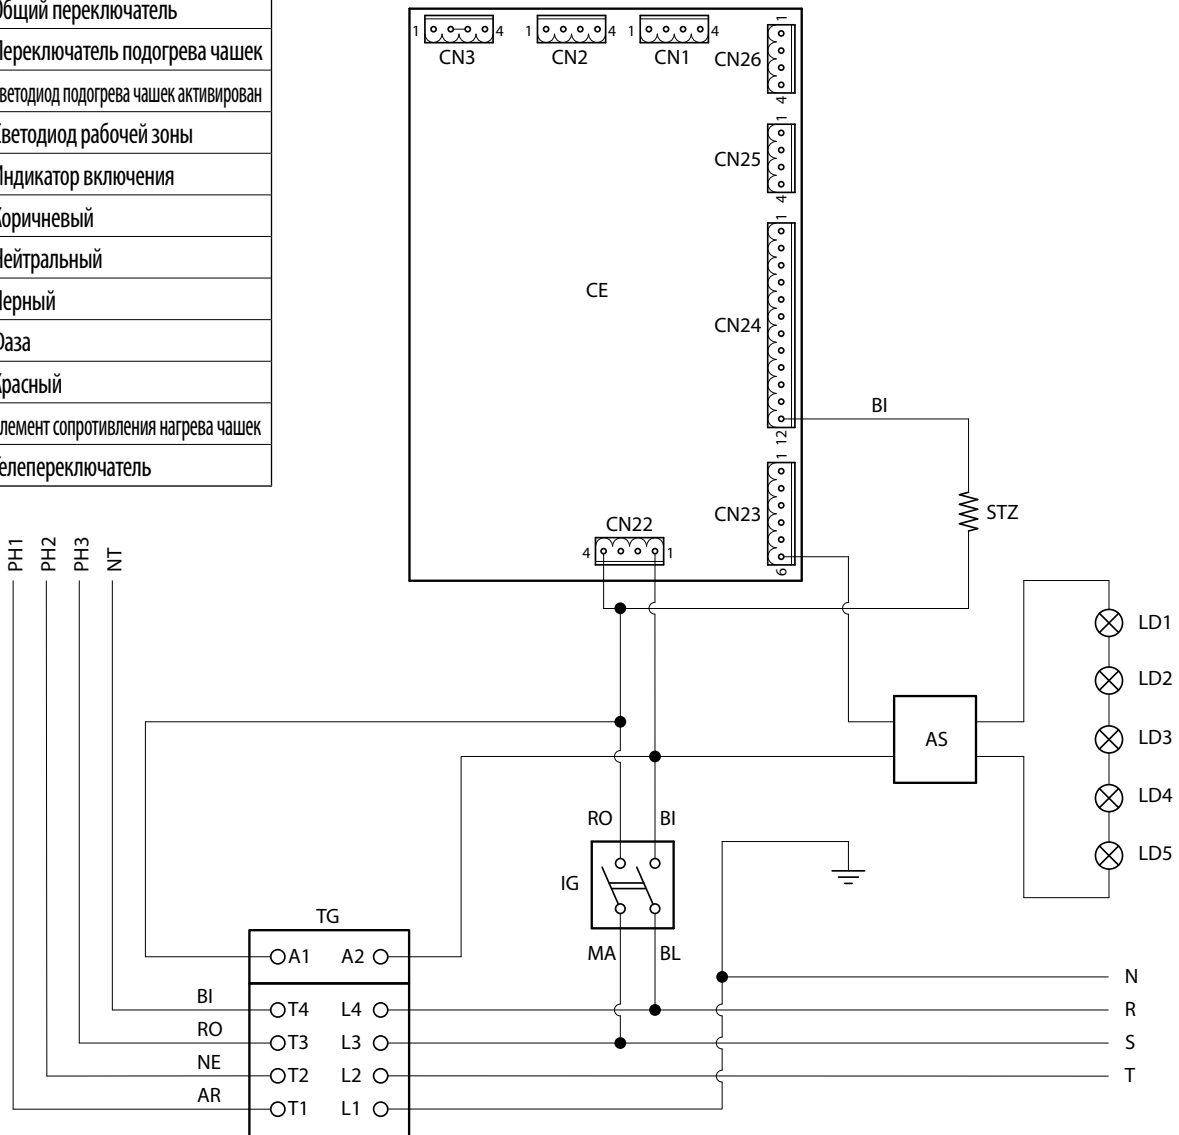 Общий переключатель
Переключатель подогрева чашек
ветодиод подогрева чашек активирован
Светодиод рабочей зоны
Индикатор включения
Коричневый
Нейтральный
Черный
Фаза
Красный
лемент сопротивления нагрева чашек
Телепереключатель
1 4
CN3
1 4
CN2
1 4
CN1
CN26
1
4
CN25
1
4
CN24
1
12
CE
BI
CN23
1
6
CN22
4 1
STZ
PH1
PH2
PH3
NT
LD1
LD2
LD3
LD4
LD5
AS
RO BI
IG
MA BL
TG
A1 A2
BI T4 L4
RO T3 L3
NE T2 L2
AR T1 L1
N
R
S
T